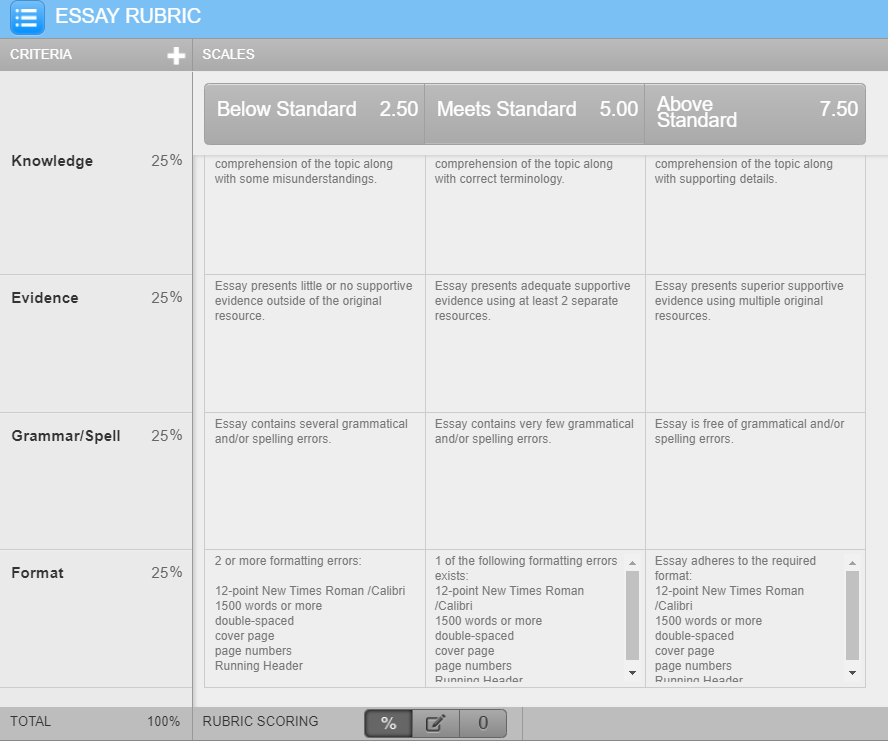 ESSAY RUBRIC
CRITERIA
SCALES
Below Standard 2.50
Meets Standard 5.00
Above
Standard
7.50
Knowledge 25%
comprehension of the topic along
with some misunderstandings.
comprehension of the topic along
with correct terminology.
comprehension of the topic along
with supporting details.
Evidence 25%
Essay presents little or no supportive
evidence outside of the original
resource.
Essay presents adequate supportive
evidence using at least 2 separate
resources.
Essay presents superior supportive
evidence using multiple original
resources.
Grammar/Spell 25%
Essay contains several grammatical
and/or spelling errors.
Essay contains very few grammatical
and/or spelling errors.
Essay is free of grammatical and/or
spelling errors.
Format 25%
2 or more formatting errors:
12-point New Times Roman /Calibri
1500 words or more
double-spaced
cover page
page numbers
Running Header
1 of the following formatting errors
exists:
12-point New Times Roman
/Calibri
1500 words or more
double-spaced
cover page
page numbers
Running Header
Essay adheres to the required
format:
12-point New Times Roman
/Calibri
1500 words or more
double-spaced
cover page
page numbers
Running Header
TOTAL 100%
RUBRIC SCORING
%
0